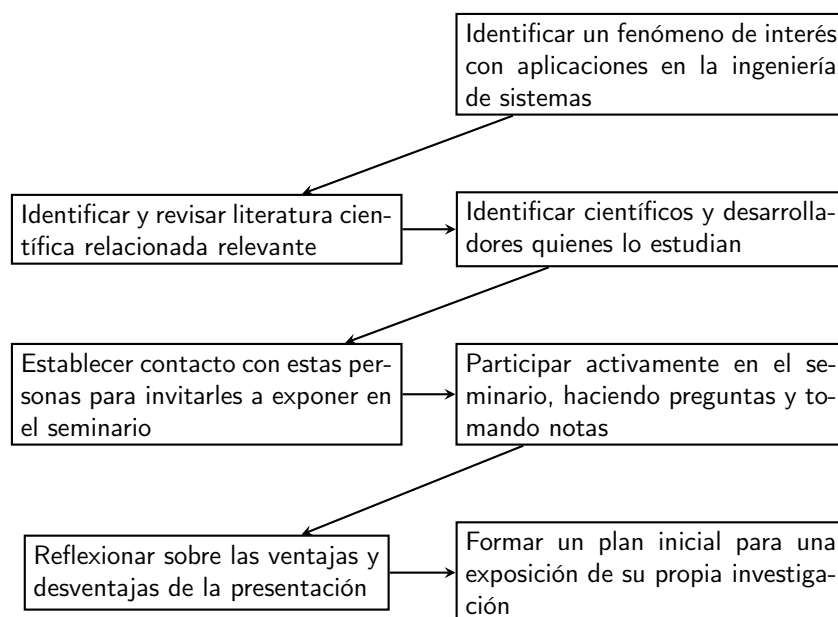 Identificar un fenómeno de interés
con aplicaciones en la ingeniería
de sistemas
Identificar y revisar literatura cien-
tífica relacionada relevante
Identificar científicos y desarrolla-
dores quienes lo estudian
Establecer contacto con estas per-
sonas para invitarles a exponer en
el seminario
Participar activamente en el se-
minario, haciendo preguntas y to-
mando notas
Reflexionar sobre las ventajas y
desventajas de la presentación
Formar un plan inicial para una
exposición de su propia investiga-
ción